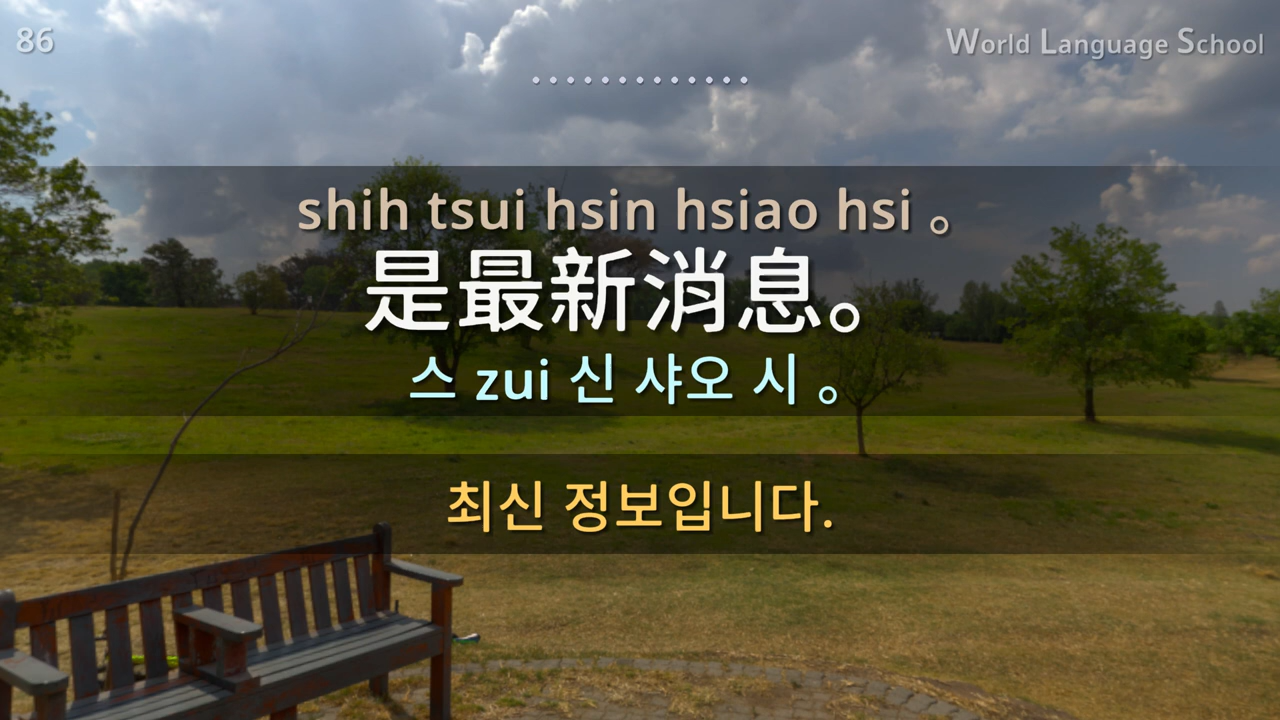 86
World Language School
shih tsui hsin hsiao hsi 。
是最新消息。
스 zui 신 샤오 시 。
최신 정보입니다.